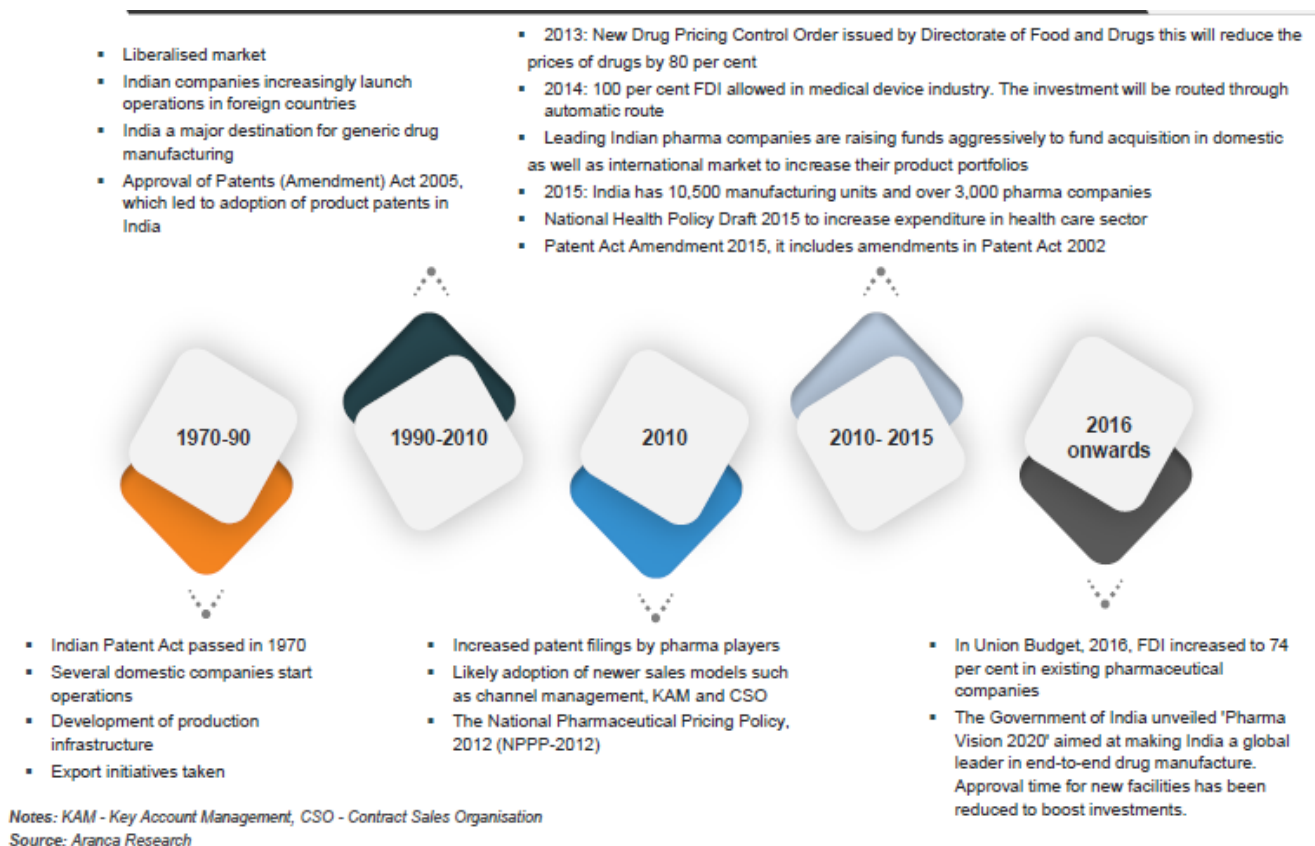 ▪ Liberalised market
▪ Indian companies increasingly launch
operations in foreign countries
▪ India a major destination for generic drug
manufacturing
▪ Approval of Patents (Amendment) Act 2005,
which led to adoption of product patents in
India
▪ 2013: New Drug Pricing Control Order issued by Directorate of Food and Drugs this will reduce the
prices of drugs by 80 per cent
▪ 2014: 100 per cent FDI allowed in medical device industry. The investment will be routed through
automatic route
▪ Leading Indian pharma companies are raising funds aggressively to fund acquisition in domestic
as well as international market to increase their product portfolios
▪ 2015: India has 10,500 manufacturing units and over 3,000 pharma companies
▪ National Health Policy Draft 2015 to increase expenditure in health care sector
▪ Patent Act Amendment 2015, it includes amendments in Patent Act 2002
1970-90
1990-2010
2010
2010- 2015
2016
onwards
▪ Indian Patent Act passed in 1970
▪ Several domestic companies start
operations
▪ Development of production
infrastructure
▪ Export initiatives taken
▪ Increased patent filings by pharma players
▪ Likely adoption of newer sales models such
as channel management, KAM and CSO
▪ The National Pharmaceutical Pricing Policy,
2012 (NPPP-2012)
▪ In Union Budget, 2016, FDI increased to 74
per cent in existing pharmaceutical
companies
▪ The Government of India unveiled 'Pharma
Vision 2020' aimed at making India a global
leader in end-to-end drug manufacture.
Approval time for new facilities has been
reduced to boost investments.
Notes: KAM - Key Account Management, CSO - Contract Sales Organisation
Source: Aranca Research